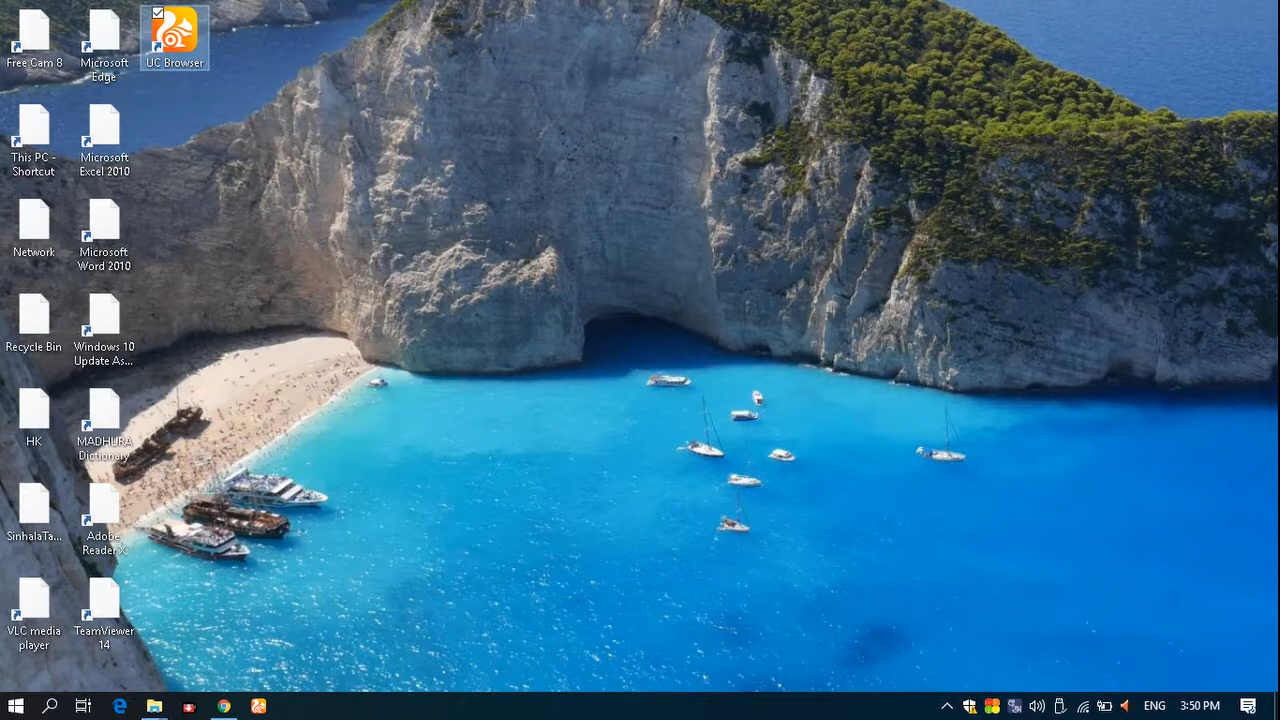 Free Cam 8
Microsoft
Edge
UC Browser
This PC -
Shortcut
Microsoft
Excel 2010
Network
Microsoft
Word 2010
Recycle Bin
Windows 10
Update As...
HK
MADHURA
Dictionary
SinhalaTa...
Adobe
Reader X
VLC media
player
TeamViewer
14
ENG
3:50 PM